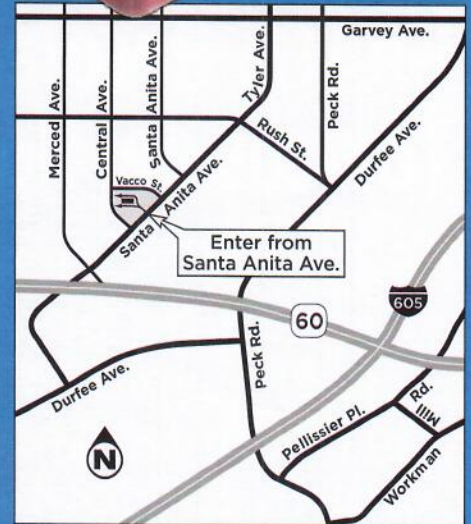 Garvey Ave.
Merced Ave.
Central Ave.
Santa Anita Ave.
Tyler Ave.
Peck Rd.
Rush St.
Durfee Ave.
Vacco St.
Santa Anita Ave.
Enter from
Santa Anita Ave.
605
60
Peck Rd.
Durfee Ave.
Pellissier Pl.
Mill Rd.
Workman
N